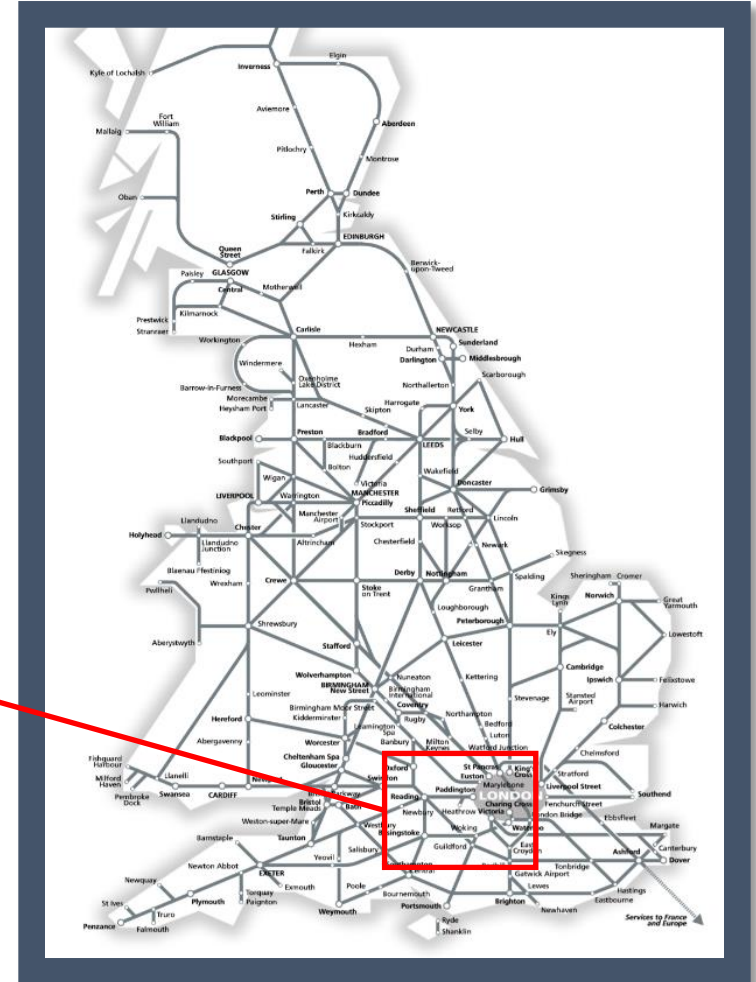 Elgin
Inverness
Kyle of Lochalsh
Aviemore
Fort
William
Mallaig
Aberdeen
Pitlochry
Montrose
Perth
Dundee
Oban
Stirling
Kirkcaldy
EDINBURGH
Queen
Street
Falkirk
Berwick-
upon-Tweed
Paisley
GLASGOW
Central
Motherwell
Prestwick
Kilmarnock
Stranraer
Carlisle
NEWCASTLE
Workington
Hexham
Sunderland
Durham
Darlington
Middlesbrough
Windermere
Scarborough
Oxenholme
Lake District
Northallerton
Barrow-in-Furness
Morecambe
Heysham Port
Lancaster
Harrogate
York
Skipton
Blackpool
Preston
Bradford
LEEDS
Selby
Hull
Blackburn
Huddersfield
Southport
Bolton
Wakefield
Wigan
Victoria
Doncaster
MANCHESTER
Piccadilly
Grimsby
LIVERPOOL
Warrington
Sheffield
Retford
Manchester
Airport
Lincoln
Llandudno
Stockport
Worksop
Chester
Holyhead
Llandudno
Junction
Altrincham
Chesterfield
Newark
Skegness
Blaenau Ffestiniog
Derby
Nottingham
Spalding
Sheringham
Cromer
Pwllheli
Wrexham
Crewe
Stoke
on Trent
Grantham
Kings
Lynn
Norwich
Great
Yarmouth
Loughborough
Shrewsbury
Peterborough
Ely
Lowestoft
Aberystwyth
Stafford
Leicester
Wolverhampton
Cambridge
BIRMINGHAM
New Street
Nuneaton
Kettering
Ipswich
Felixstowe
Birmingham
International
Stansted
Airport
Leominster
Coventry
Stevenage
Harwich
Birmingham Moor Street
Kidderminster
Rugby
Northampton
Hereford
Leamington
Spa
Bedford
Colchester
Milton
Keynes
Luton
Worcester
Banbury
Abergavenny
Watford Junction
Chelmsford
Cheltenham Spa
Gloucester
Fishguard
Harbour
Oxford
St Pancras
King's
Cross
Euston
Stratford
Llanelli
Newport
Swindon
Marylebone
Milford
Haven
Parkway
Reading
Paddington
LONDON
Liverpool Street
Southend
Pembroke
Dock
Swansea
CARDIFF
Bristol
Temple Meads
Bath
Newbury
Heathrow
Victoria
Charing Cross
Fenchurch Street
London Bridge
Ebbsfleet
Weston-super-Mare
Westbury
Basingstoke
Woking
Waterloo
Margate
Barnstaple
Taunton
Salisbury
Guildford
East
Croydon
Canterbury
Yeovil
Ashford
Dover
Newton Abbot
EXETER
Southampton
Central
Redhill
Tonbridge
Gatwick Airport
Newquay
Exmouth
Poole
Lewes
Hastings
St Ives
Plymouth
Torquay
Paignton
Bournemouth
Eastbourne
Truro
Weymouth
Portsmouth
Brighton
Newhaven
Penzance
Falmouth
Ryde
Shanklin
Services to France
and Europe